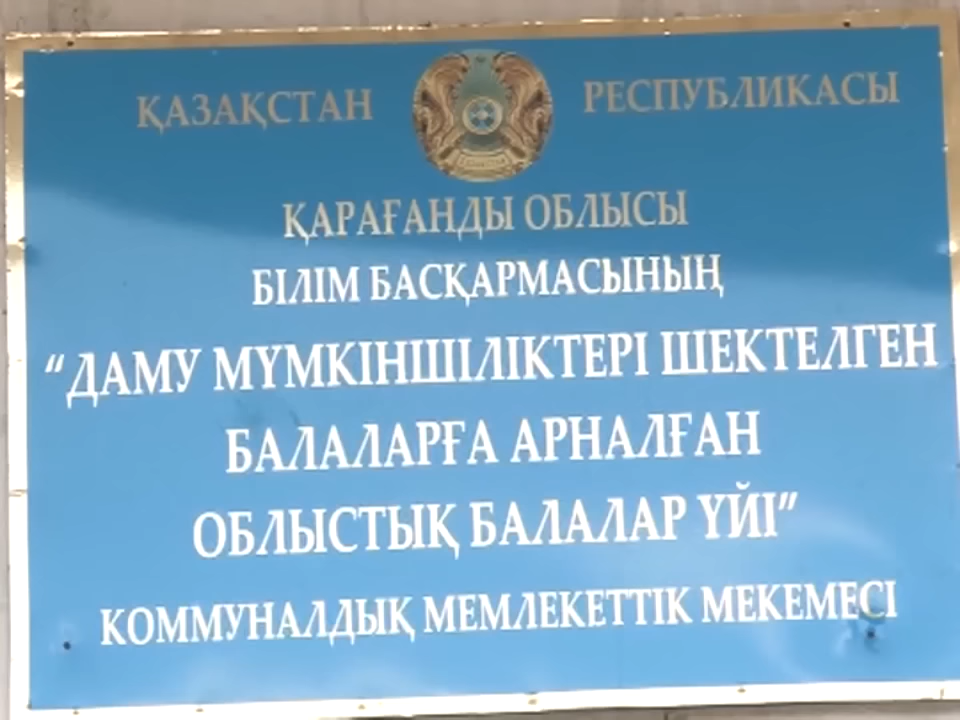 ҚАЗАҚСТАН РЕСПУБЛИКАСЫ
ҚАРАҒАНДЫ ОБЛЫСЫ
БІЛІМ БАСҚАРМАСЫНЫҢ
“ДАМУ МҮМКІНШІЛІКТЕРІ ШЕКТЕЛГЕН
БАЛАЛАРҒА АРНАЛҒАН
ОБЛЫСТЫҚ БАЛАЛАР ҮЙІ”
КОММУНАЛДЫҚ МЕМЛЕКЕТТІК МЕКЕМЕСІ